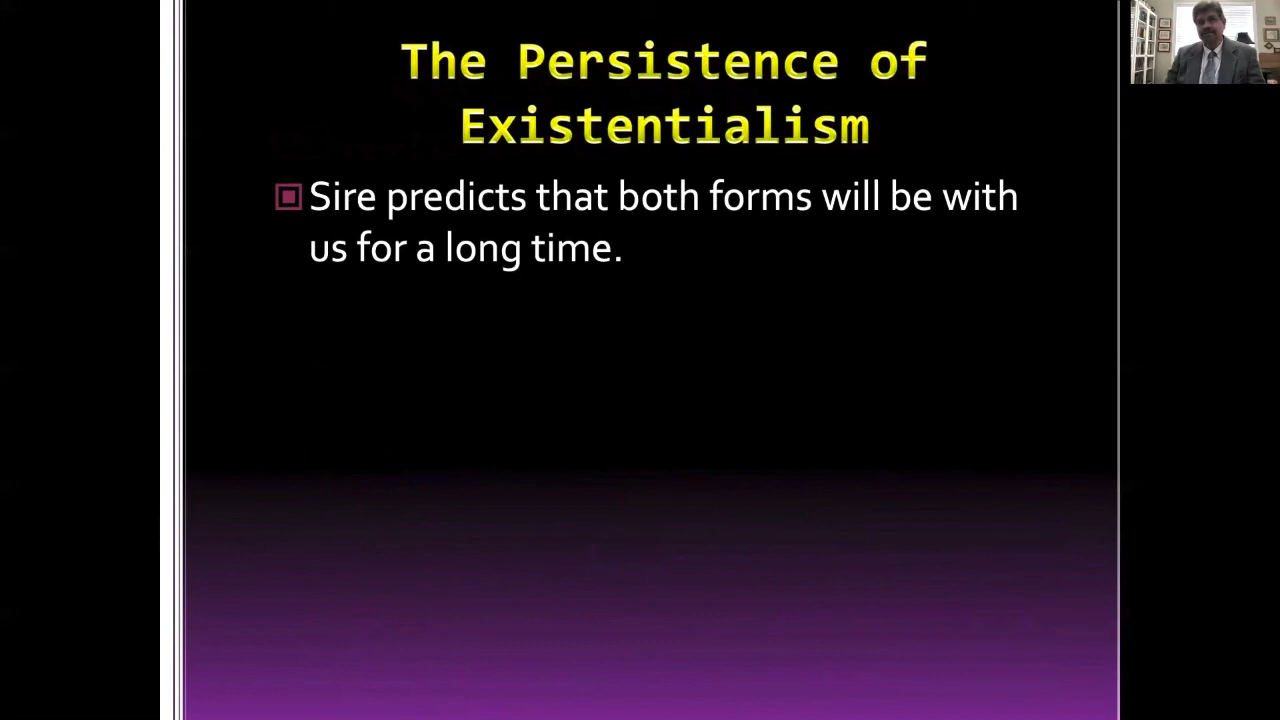 The Persistence of
Existentialism
Sire predicts that both forms will be with
us for a long time.